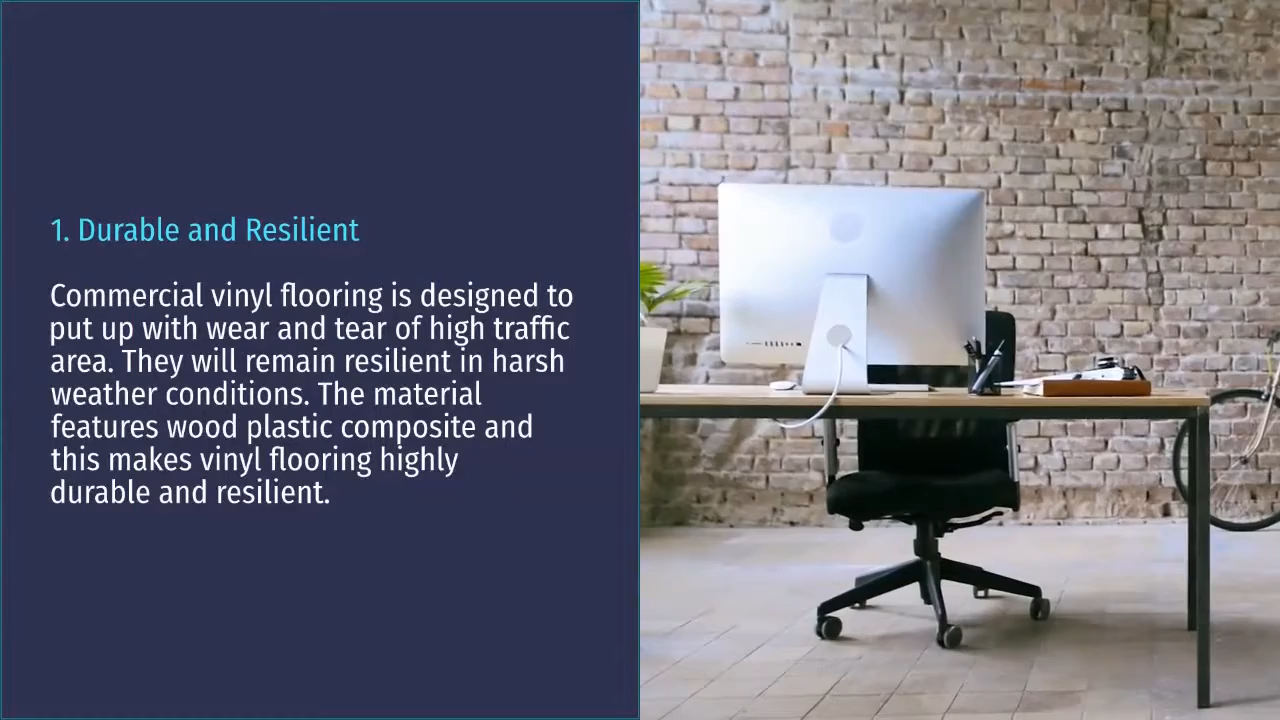 1. Durable and Resilient
Commercial vinyl flooring is designed to
put up with wear and tear of high traffic
area. They will remain resilient in harsh
weather conditions. The material
features wood plastic composite and
this makes vinyl flooring highly
durable and resilient.